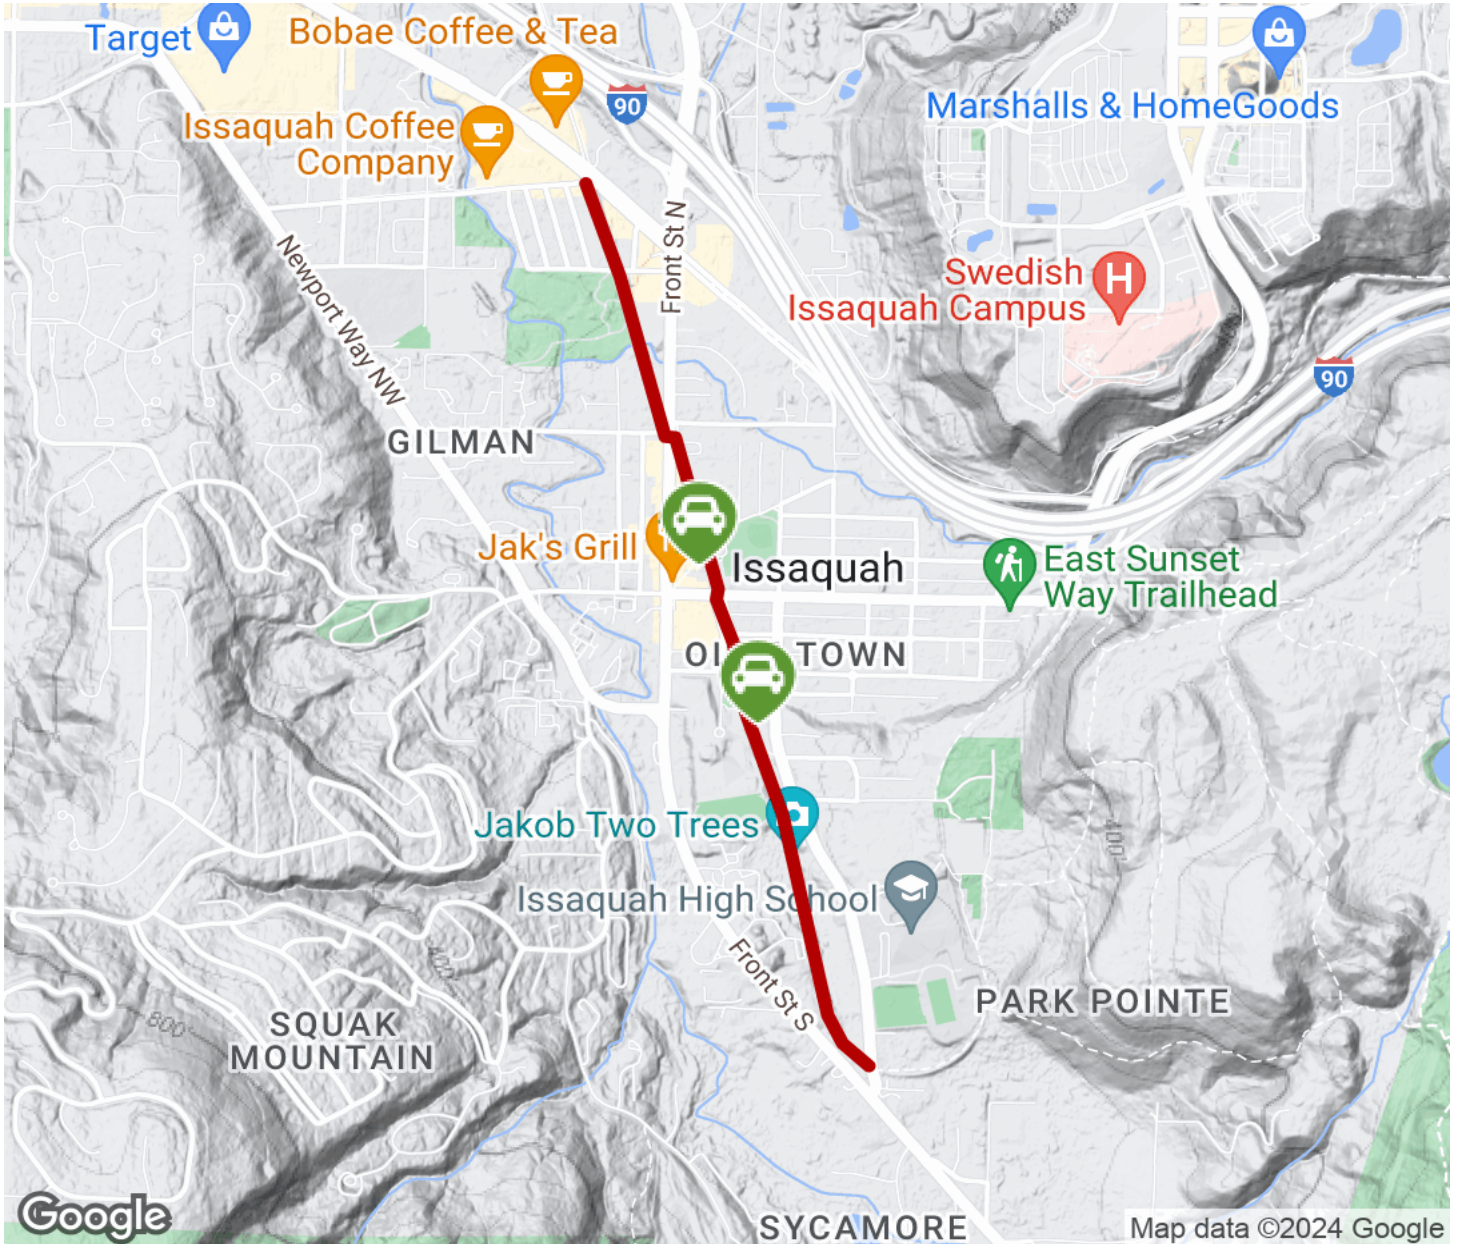 Target
Bobae Coffee & Tea
90
Marshalls & HomeGoods
Issaquah Coffee
Company
Front St N
Newport Way NW
Swedish
Issaquah Campus
H
90
GILMAN
Jak's Grill
Issaquah
East Sunset
Way Trailhead
TOWN
Jakob Two Trees
400'
Issaquah High School
Front St S
400'
800'
SQUAK
MOUNTAIN
PARK POINTE
Google
SYCAMORE
Map data ©2024 Google